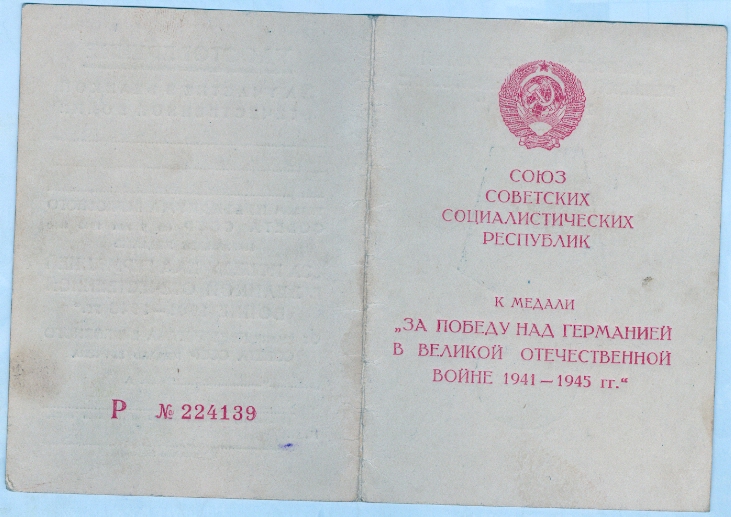 Р № 224139
СОЮЗ
СОВЕТСКИХ
СОЦИАЛИСТИЧЕСКИХ
РЕСПУБЛИК
К МЕДАЛИ
„ЗА ПОБЕДУ НАД ГЕРМАНИЕЙ
В ВЕЛИКОЙ ОТЕЧЕСТВЕННОЙ
ВОЙНЕ 1941—1945 гг.“